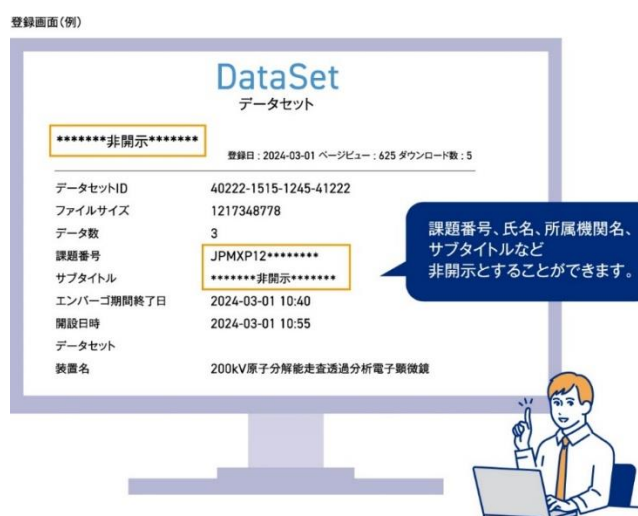 登録画面(例)
DataSet
データセット
*******非開示*******
登録日 : 2024-03-01 ページビュー : 625 ダウンロード数 : 5
データセットID 40222-1515-1245-41222
ファイルサイズ 1217348778
データ数 3
課題番号 JPMXP12********
サブタイトル *******非開示*******
エンバーゴ期間終了日 2024-03-01 10:40
開設日時 2024-03-01 10:55
データセット
装置名 200kV原子分解能走査透過分析電子顕微鏡
課題番号、氏名、所属機関名、
サブタイトルなど
非開示とすることができます。